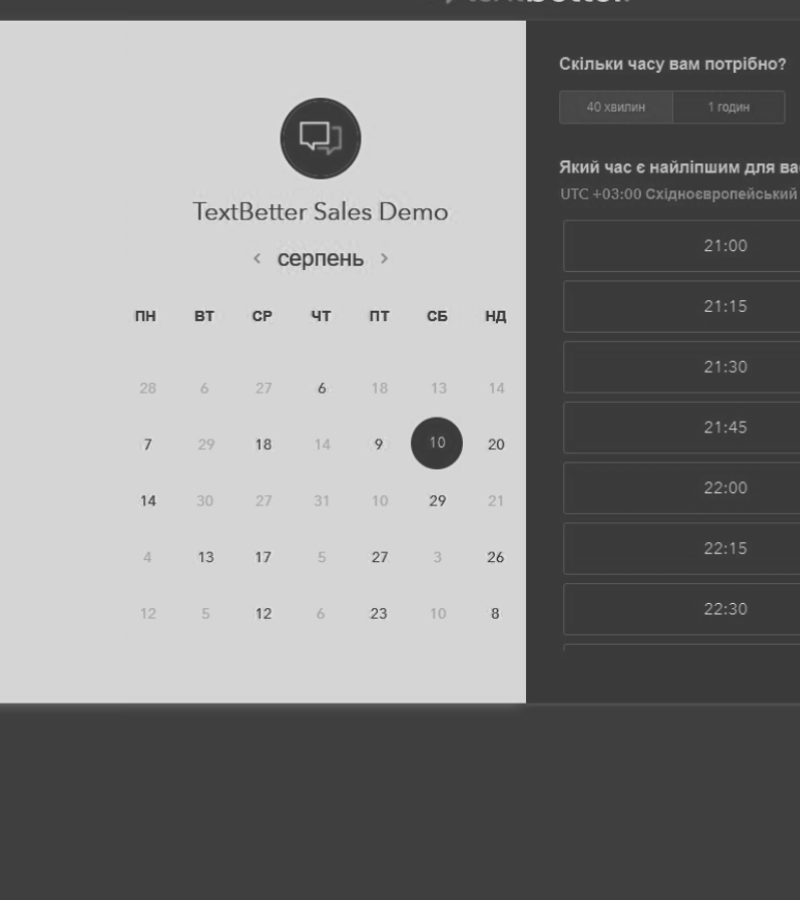 TextBetter Sales Demo
‹ серпень ›
ПН ВТ СР ЧТ ПТ СБ НД
28 6 27 6 18 13 14
7 29 18 14 9 10 20
14 30 27 31 10 29 21
4 13 17 5 27 3 26
12 5 12 6 23 10 8
Скільки часу вам потрібно?
40 хвилин 1 годин
Який час є найліпшим для ва
UTC +03:00 Східноєвропейський
21:00
21:15
21:30
21:45
22:00
22:15
22:30